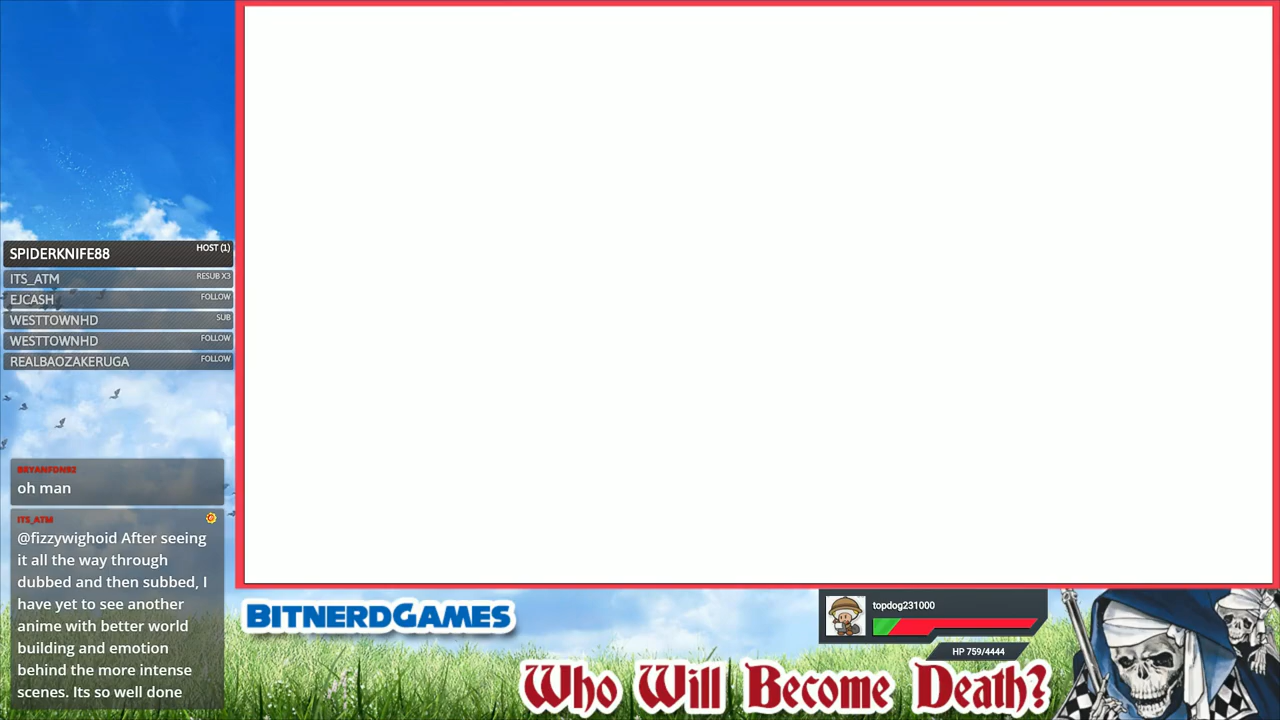 SPIDERKNIFE88 HOST (1)
ITS_ATM RESUB X3
EJCASH FOLLOW
WESTTOWNHD SUB
WESTTOWNHD FOLLOW
REALBAOZAKERUGA FOLLOW
BRYANFON92
oh man
ITS_ATM
@fizzywighoid After seeing
it all the way through
dubbed and then subbed, I
have yet to see another
anime with better world
building and emotion
behind the more intense
scenes. Its so well done
BITNERDGAMES
topdog231000
HP 759/4444
Who Will Become Death?